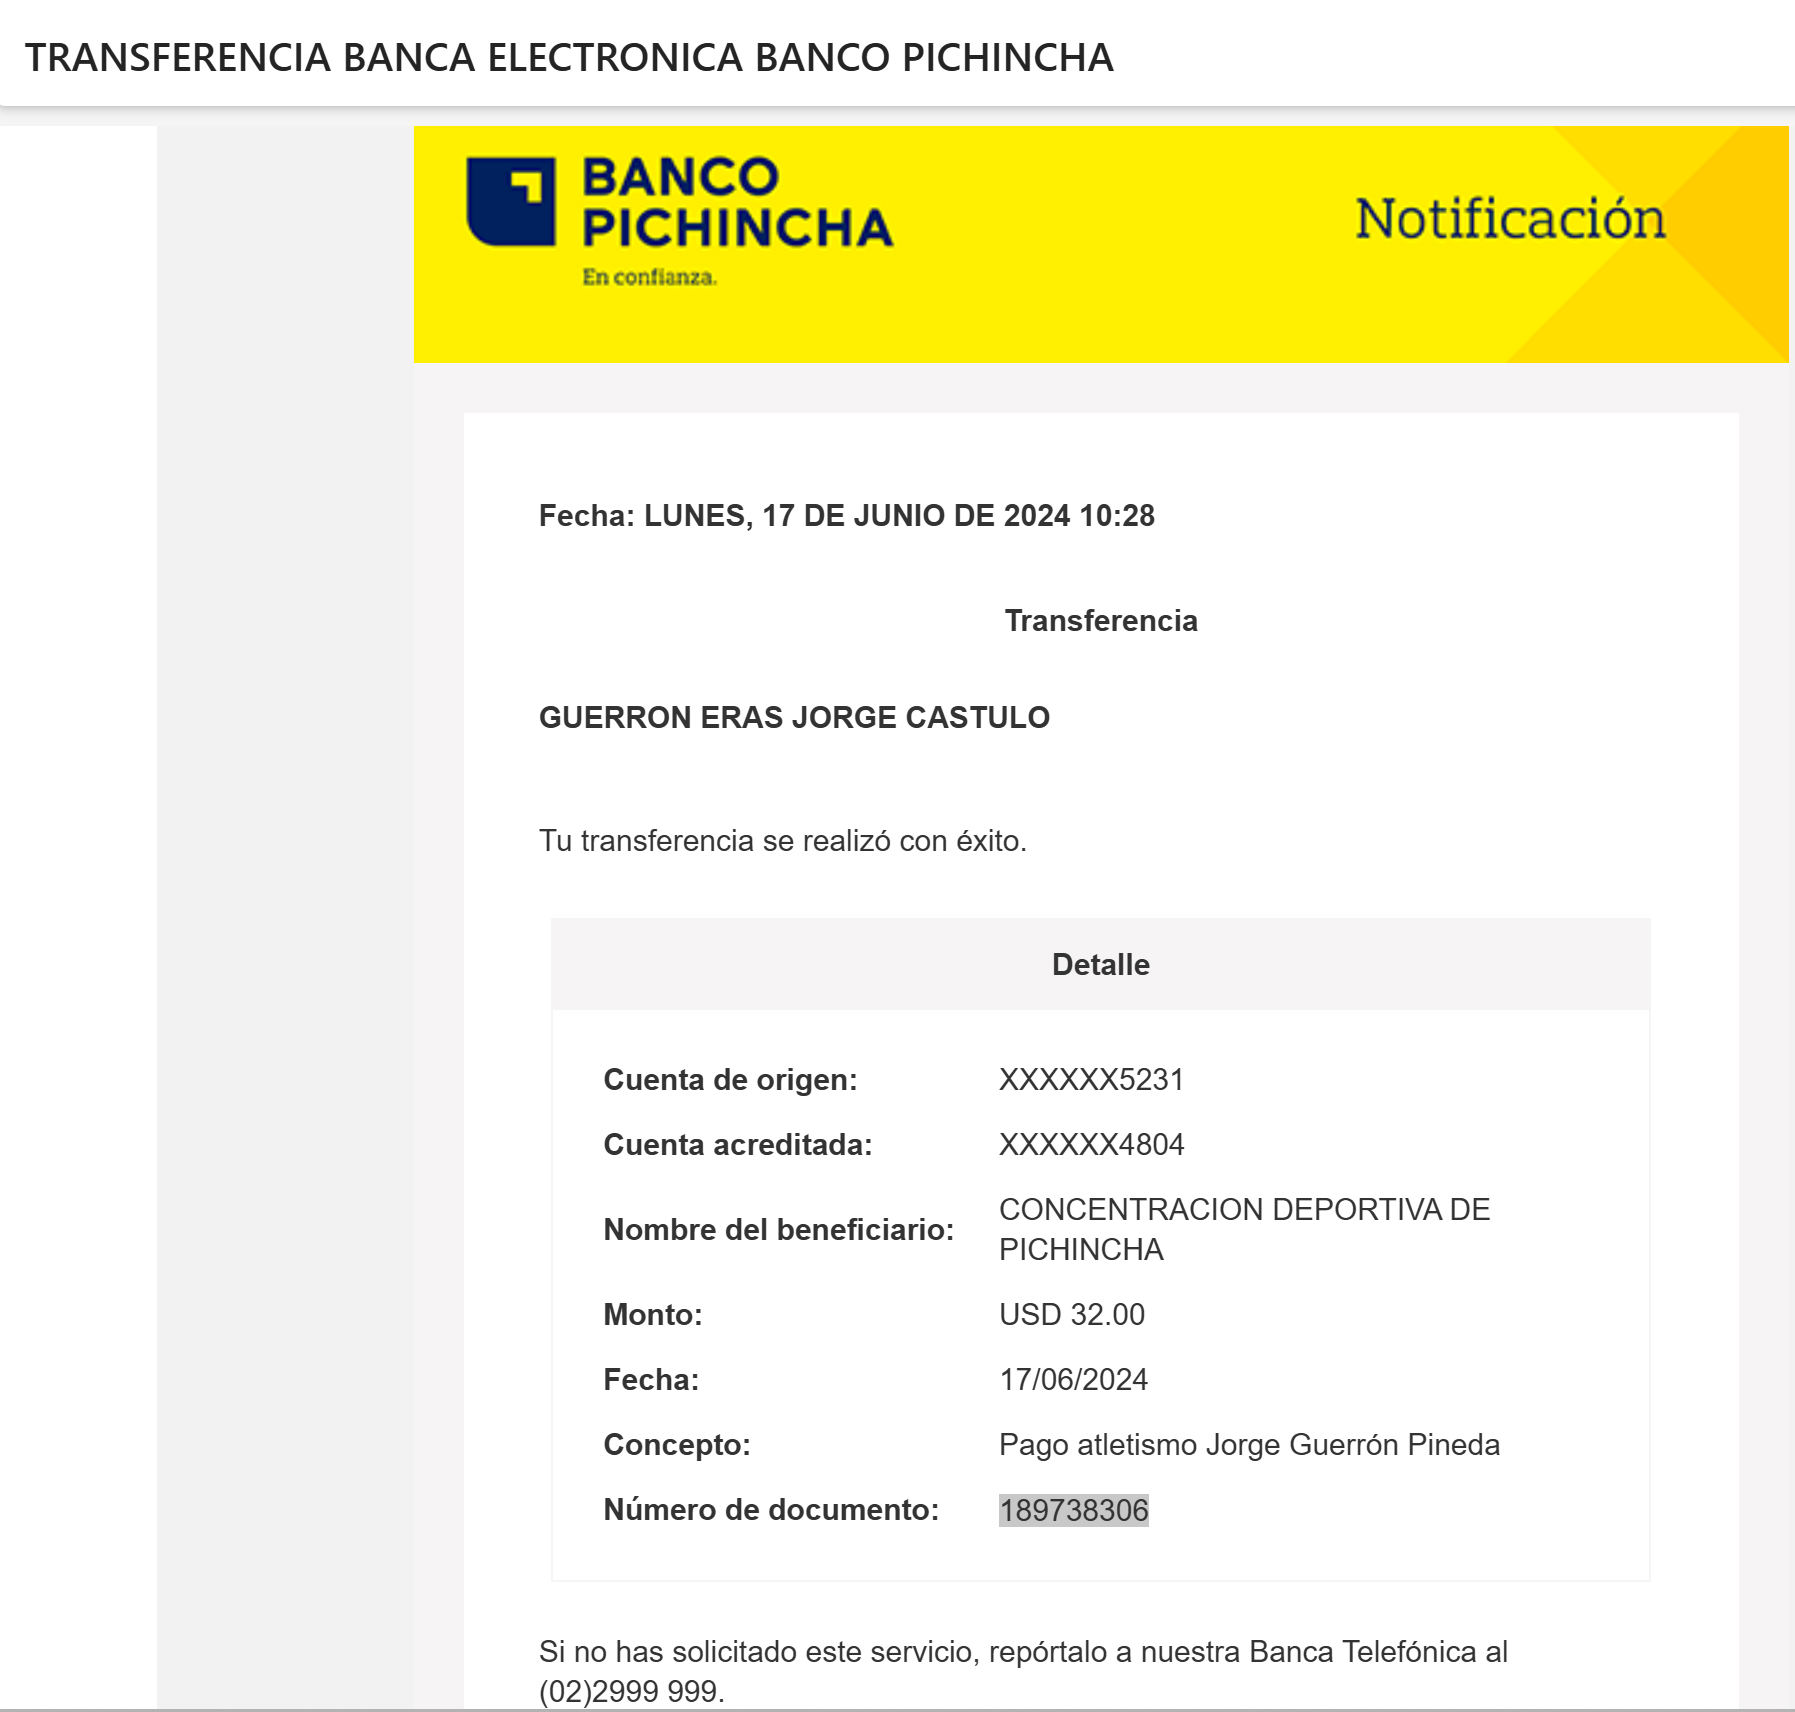 TRANSFERENCIA BANCA ELECTRONICA BANCO PICHINCHA
BANCO
PICHINCHA
En confianza.
Notificación
Fecha: LUNES, 17 DE JUNIO DE 2024 10:28
Transferencia
GUERRON ERAS JORGE CASTULO
Tu transferencia se realizó con éxito.
Detalle
Cuenta de origen: XXXXXX5231
Cuenta acreditada: XXXXXX4804
Nombre del beneficiario: CONCENTRACION DEPORTIVA DE
PICHINCHA
Monto: USD 32.00
Fecha: 17/06/2024
Concepto: Pago atletismo Jorge Guerrón Pineda
Número de documento: 189738306
Si no has solicitado este servicio, repórtalo a nuestra Banca Telefónica al
(02)2999 999.